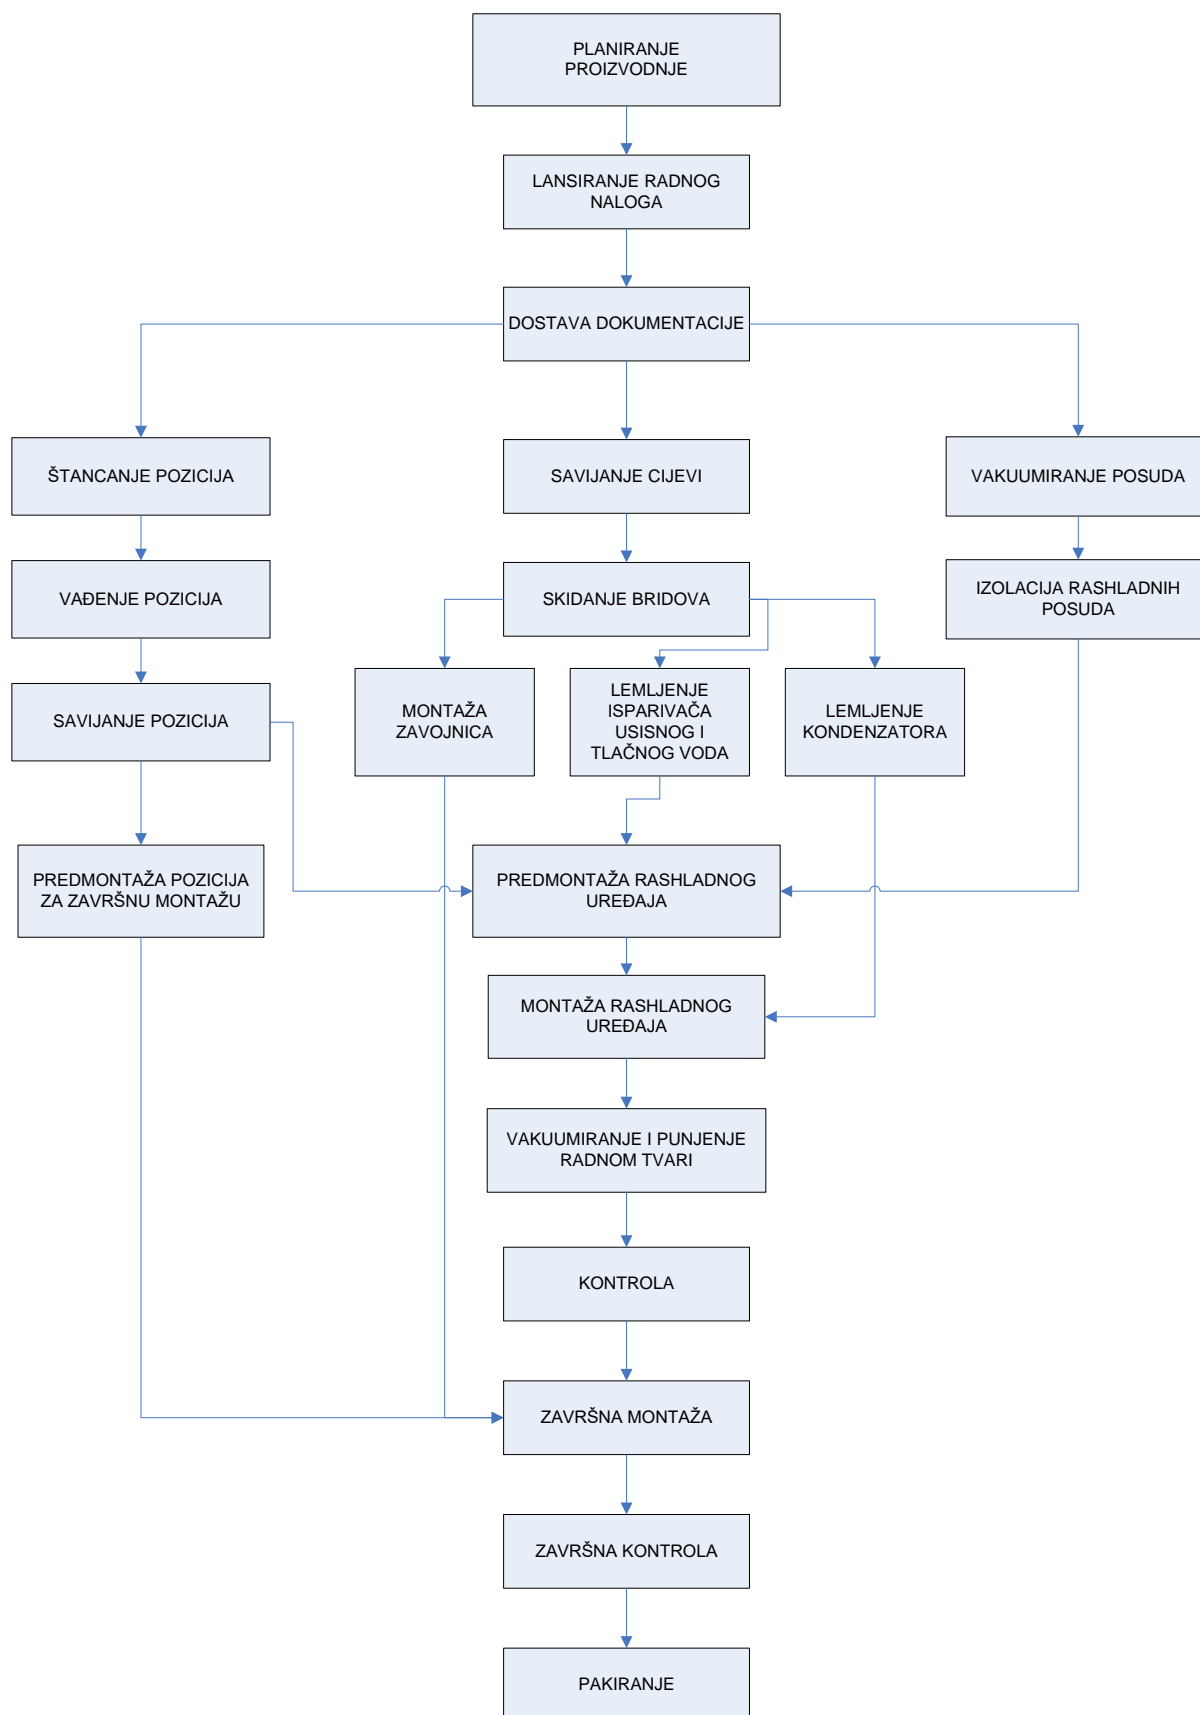 PLANIRANJE
PROIZVODNJE
LANSIRANJE RADNOG
NALOGA
DOSTAVA DOKUMENTACIJE
ŠTANCANJE POZICIJA
SAVIJANJE CIJEVI
VAKUUMIRANJE POSUDA
VAĐENJE POZICIJA
SKIDANJE BRIDOVA
IZOLACIJA RASHLADNIH
POSUDA
SAVIJANJE POZICIJA
MONTAŽA
ZAVOJNICA
LEMLJENJE
ISPARIVAČA
USISNOG I
TLAČNOG VODA
LEMLJENJE
KONDENZATORA
PREDMONTAŽA POZICIJA
ZA ZAVRŠNU MONTAŽU
PREDMONTAŽA RASHLADNOG
UREĐAJA
MONTAŽA RASHLADNOG
UREĐAJA
VAKUUMIRANJE I PUNJENJE
RADNOM TVARI
KONTROLA
ZAVRŠNA MONTAŽA
ZAVRŠNA KONTROLA
PAKIRANJE